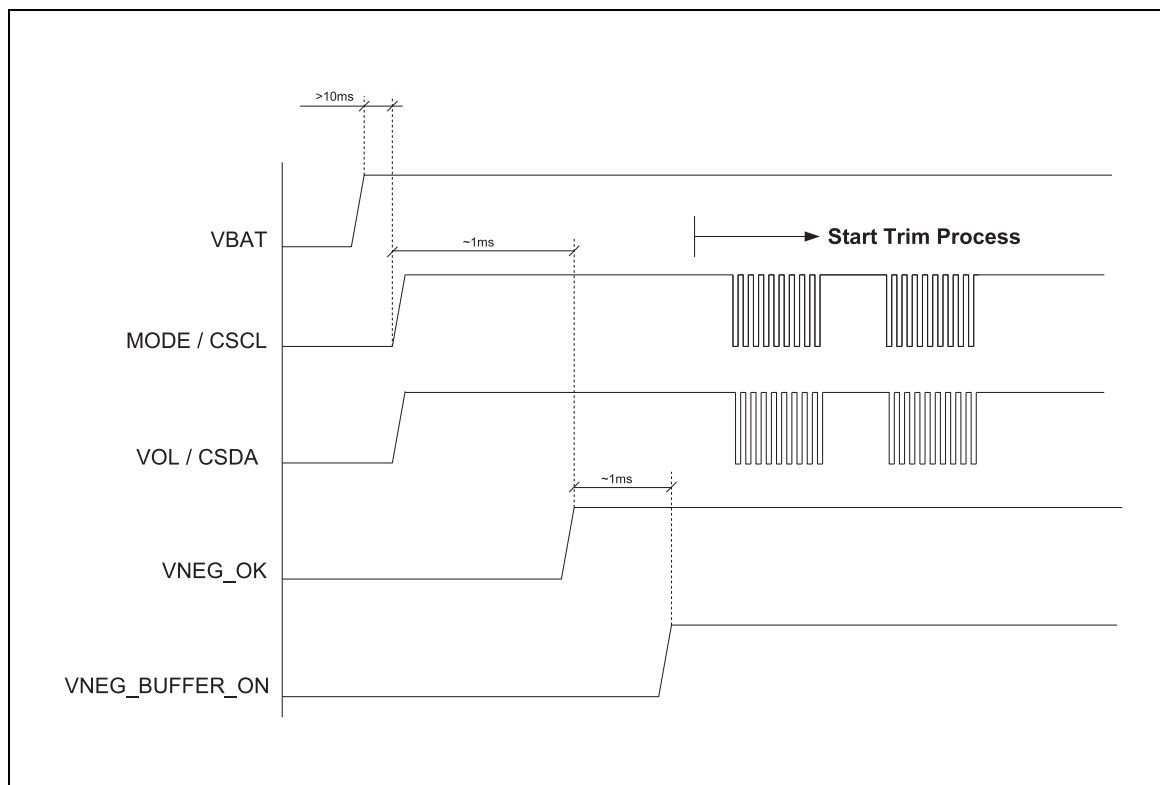 >10ms
VBAT
~1ms
Start Trim Process
MODE / CSCL
VOL / CSDA
~1ms
VNEG_OK
VNEG_BUFFER_ON